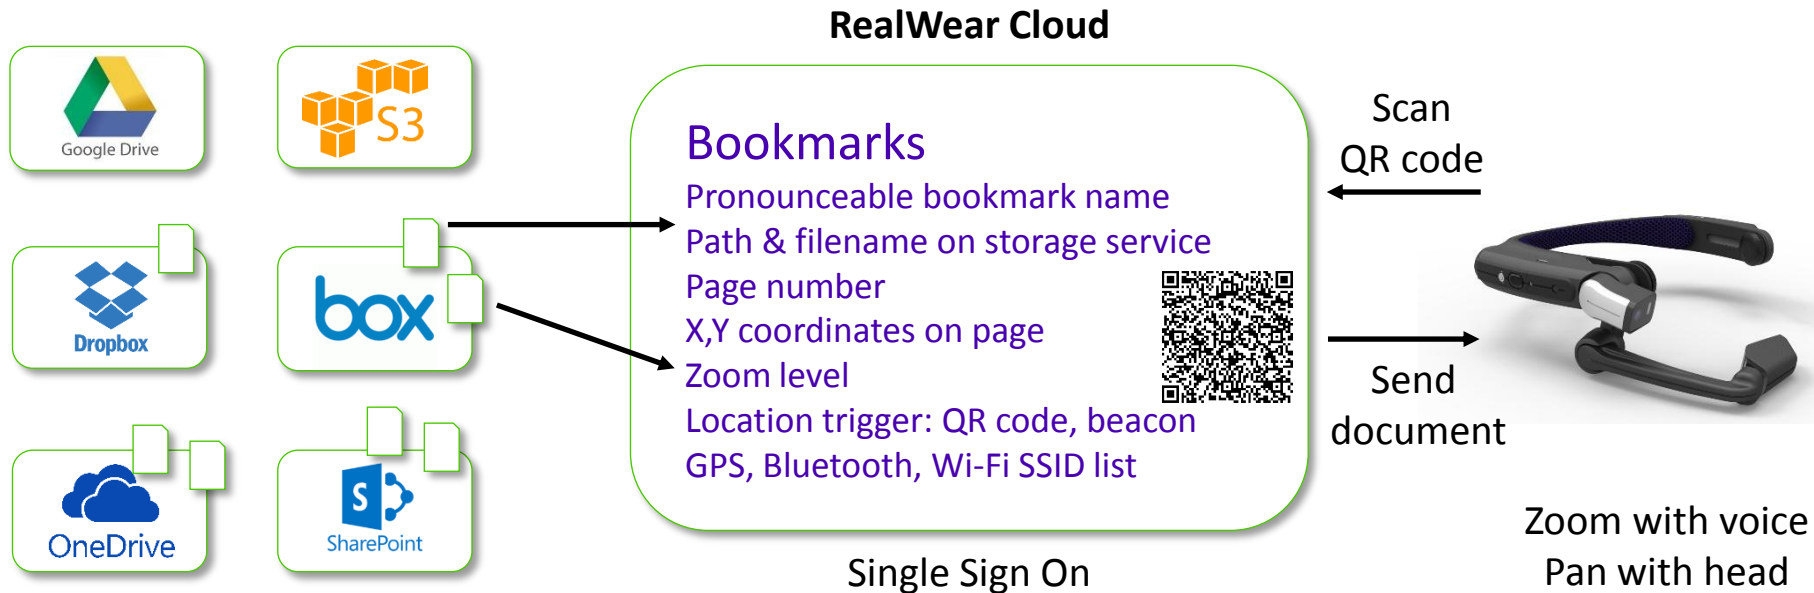 RealWear Cloud
Google Drive
S3
Dropbox
box
OneDrive
S
SharePoint
Bookmarks
Pronounceable bookmark name
Path & filename on storage service
Page number
X,Y coordinates on page
Zoom level
Location trigger: QR code, beacon
GPS, Bluetooth, Wi-Fi SSID list
Single Sign On
Scan
QR code
Send
document
Zoom with voice
Pan with head